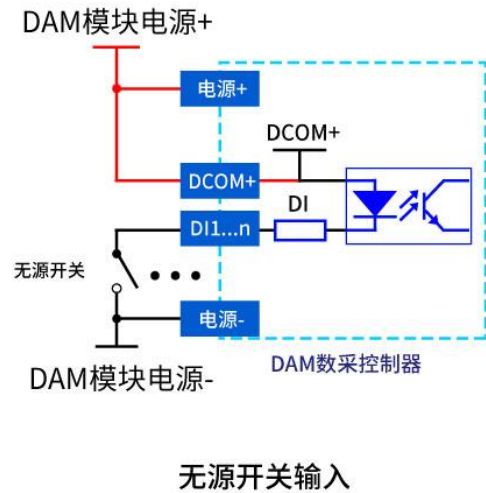 DAM模块电源+
电源+
DCOM+
DCOM+
DI1...n
DI
无源开关
电源-
DAM模块电源-
DAM数采控制器
无源开关输入